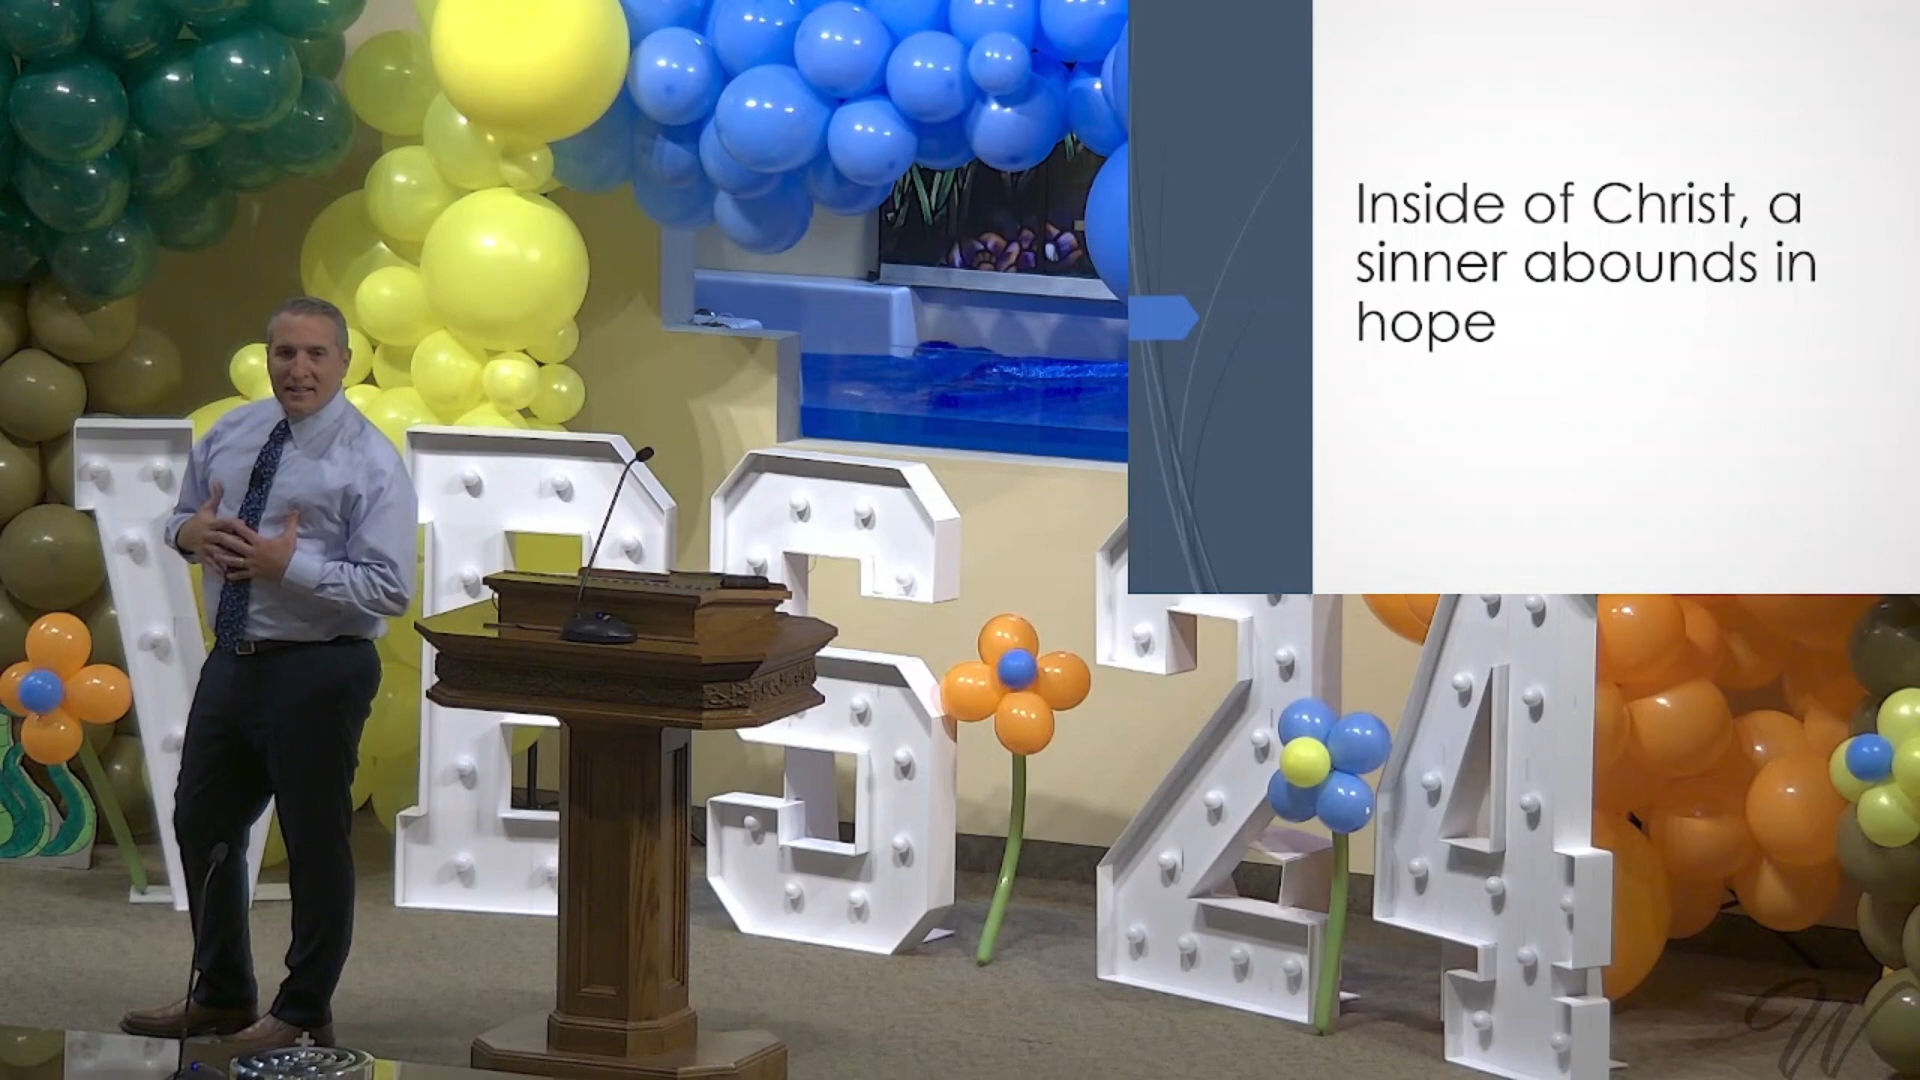 VBS 24
Inside of Christ, a
sinner abounds in
hope
W